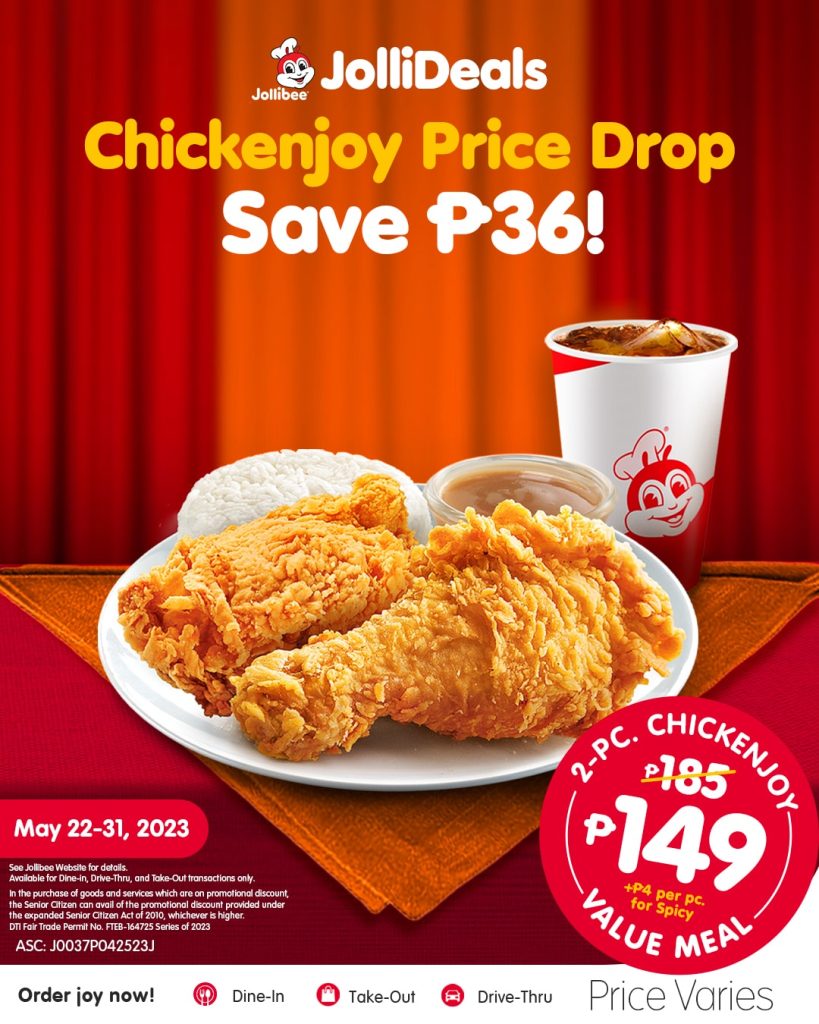 Jollibee
JolliDeals
Chickenjoy Price Drop
Save ₱36!
2-PC. CHICKENJOY
₱185
₱149
+₱4 per pc.
for Spicy
VALUE MEAL
May 22-31, 2023
See Jollibee Website for details.
Available for Dine-in, Drive-Thru, and Take-Out transactions only.
In the purchase of goods and services which are on promotional discount,
the Senior Citizen can avail of the promotional discount provided under
the expanded Senior Citizen Act of 2010, whichever is higher.
DTI Fair Trade Permit No. FTEB-164725 Series of 2023
ASC: J0037P042523J
Order joy now! Dine-In Take-Out Drive-Thru Price Varies